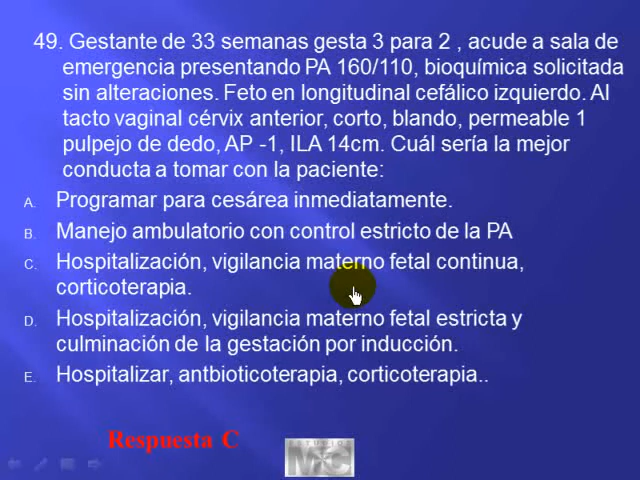 49. Gestante de 33 semanas gesta 3 para 2 , acude a sala de
emergencia presentando PA 160/110, bioquímica solicitada
sin alteraciones. Feto en longitudinal cefálico izquierdo. Al
tacto vaginal cérvix anterior, corto, blando, permeable 1
pulpejo de dedo, AP -1, ILA 14cm. Cuál sería la mejor
conducta a tomar con la paciente:
A. Programar para cesárea inmediatamente.
B. Manejo ambulatorio con control estricto de la PA
C. Hospitalización, vigilancia materno fetal continua,
corticoterapia.
D. Hospitalización, vigilancia materno fetal estricta y
culminación de la gestación por inducción.
E. Hospitalizar, antbioticoterapia, corticoterapia..
Respuesta C
ESTUDIOS
MC